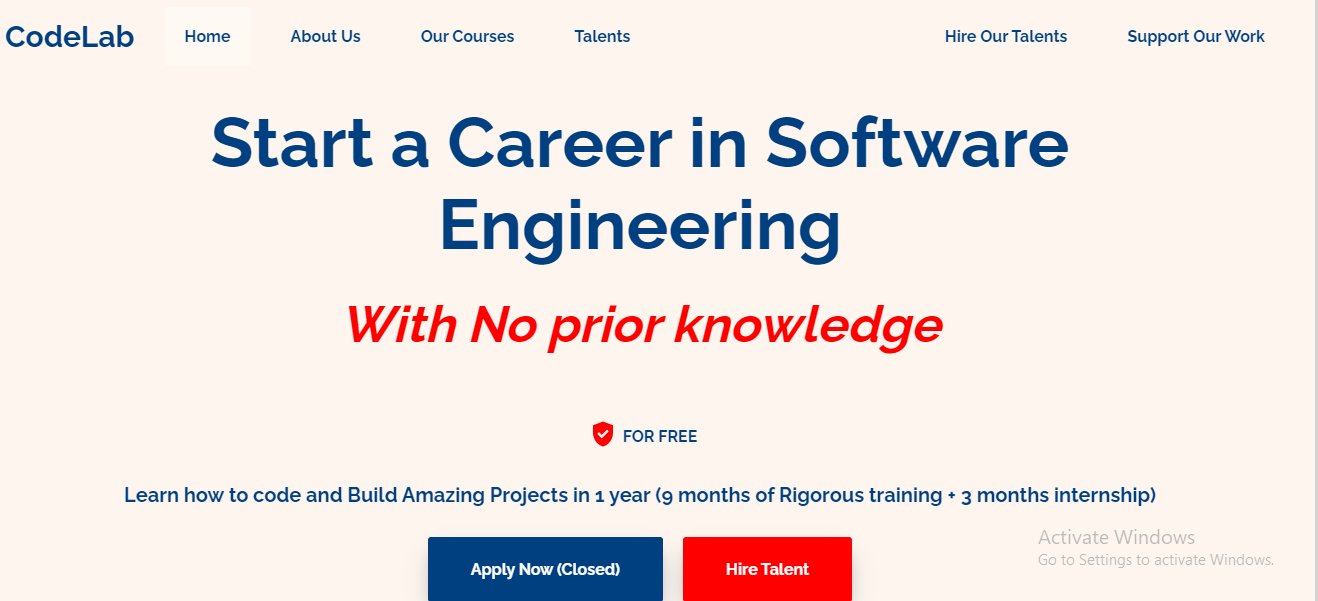 CodeLab Home About Us Our Courses Talents Hire Our Talents Support Our Work
Start a Career in Software
Engineering
With No prior knowledge
FOR FREE
Learn how to code and Build Amazing Projects in 1 year (9 months of Rigorous training + 3 months internship)
Apply Now (Closed) Hire Talent
Activate Windows
Go to Settings to activate Windows.